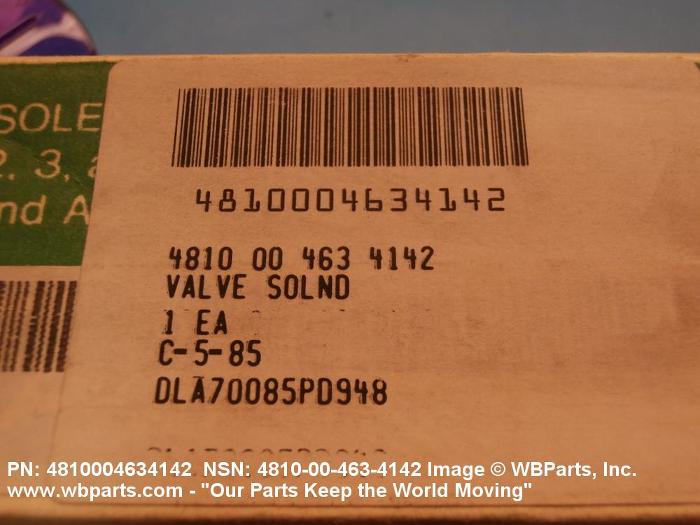 SOLE
2, 3,
nd A
4810004634142
4810 00 463 4142
VALVE SOLND
1 EA
C-5-85
DLA70085PD948
PN: 4810004634142 NSN: 4810-00-463-4142 Image © WBParts, Inc.
www.wbparts.com - "Our Parts Keep the World Moving"